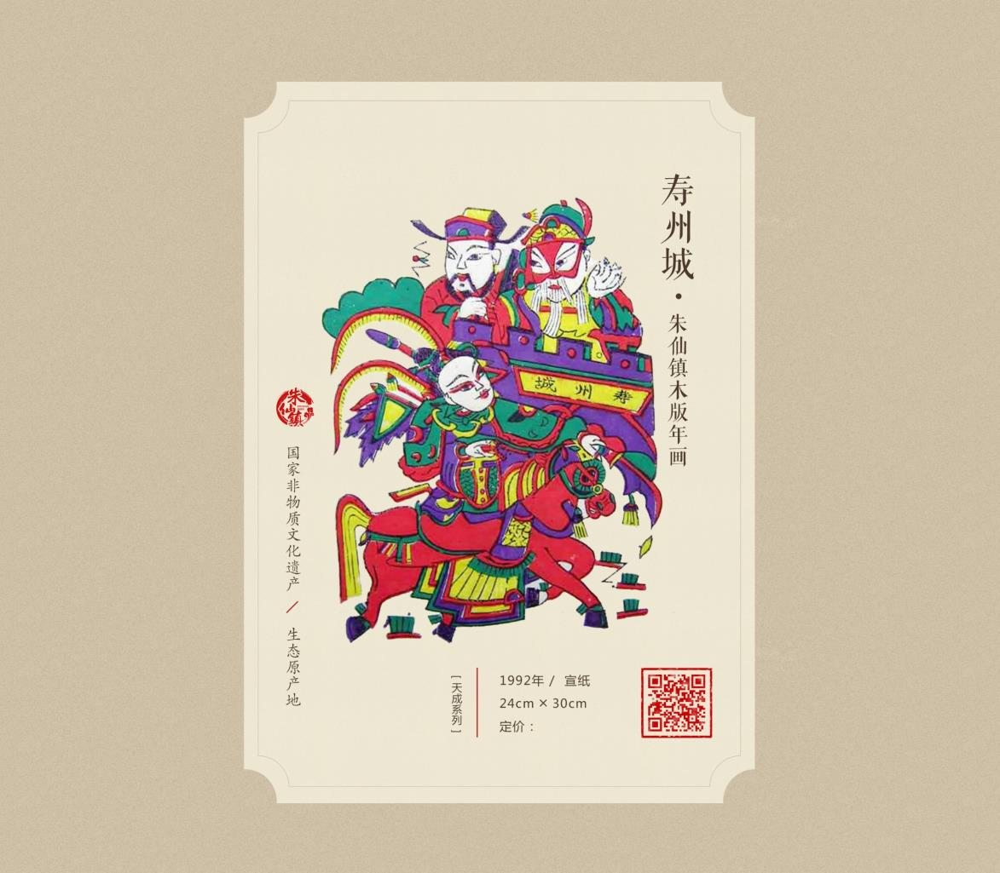 寿州城·朱仙镇木版年画
城州寿
朱仙镇
国家非物质文化遗产 / 生态原产地
[天成系列]
1992年 / 宣纸
24cm × 30cm
定价：